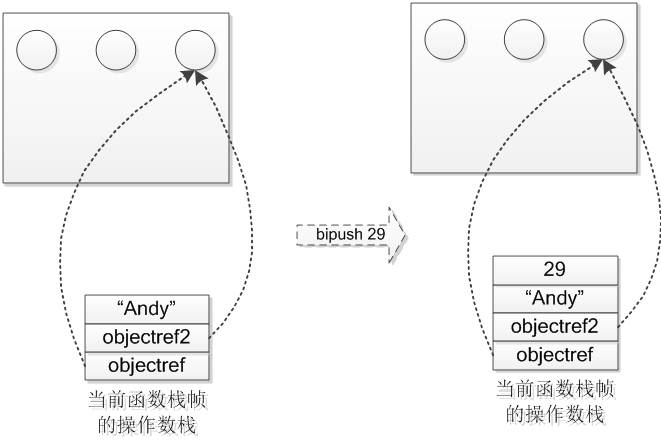 “Andy”
objectref2
objectref
当前函数栈帧
的操作数栈
bipush 29
29
“Andy”
objectref2
objectref
当前函数栈帧
的操作数栈